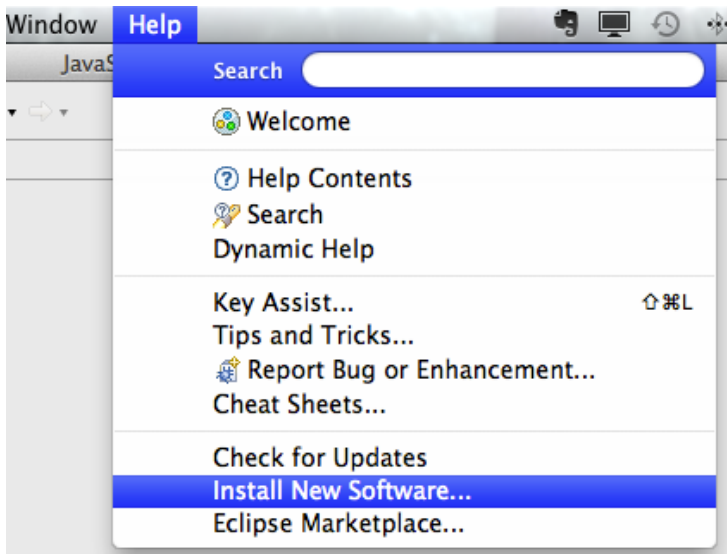 Window Help
JavaS
Search
Welcome
Help Contents
Search
Dynamic Help
Key Assist... ⇧⌘L
Tips and Tricks...
Report Bug or Enhancement...
Cheat Sheets...
Check for Updates
Install New Software...
Eclipse Marketplace...